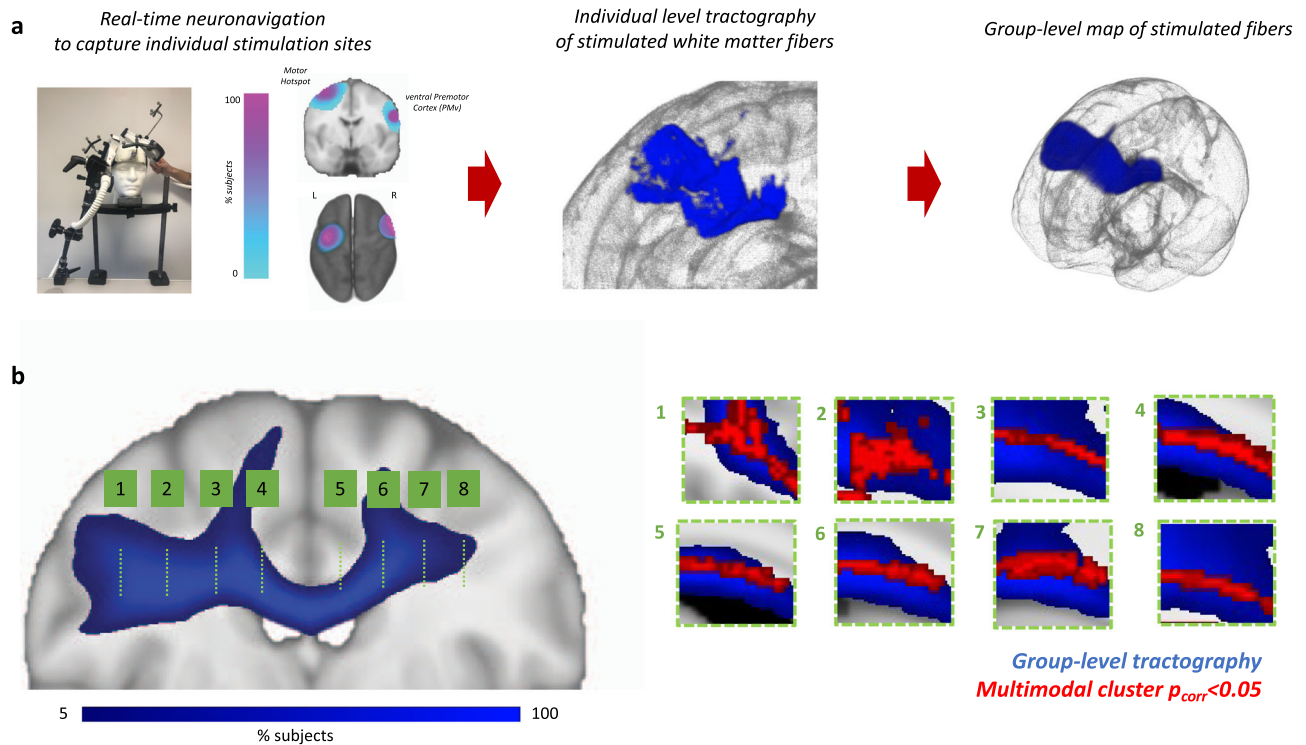 a
Real-time neuronavigation
to capture individual stimulation sites
Individual level tractography
of stimulated white matter fibers
Group-level map of stimulated fibers
Motor
Hotspot
ventral Premotor
Cortex (PMv)
100
% subjects
0
L
R
b
1
2
3
4
5
6
7
8
5
100
% subjects
1
2
3
4
5
6
7
8
Group-level tractography
Multimodal cluster pcorr<0.05